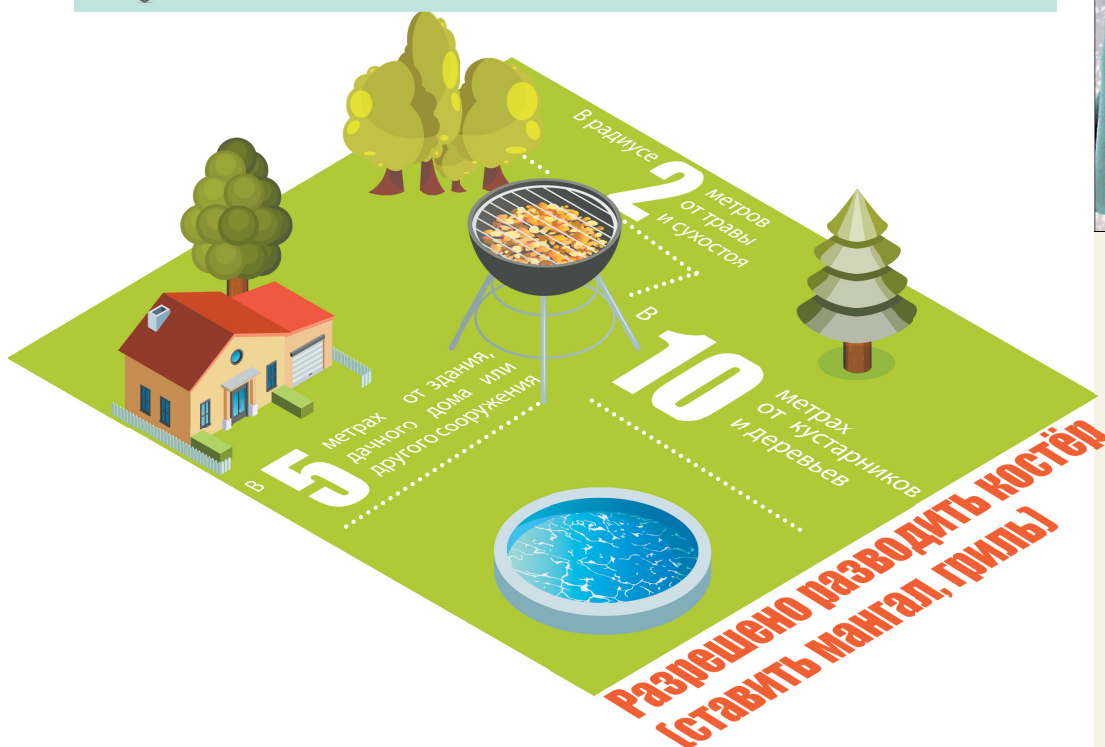 В радиусе
2
метров
от травы
и сухостоя
В
10
метрах
от кустарников
и деревьев
В
5
метрах от здания,
дачного дома или
другого сооружения
Разрешено разводить костёр
(ставить мангал, гриль)